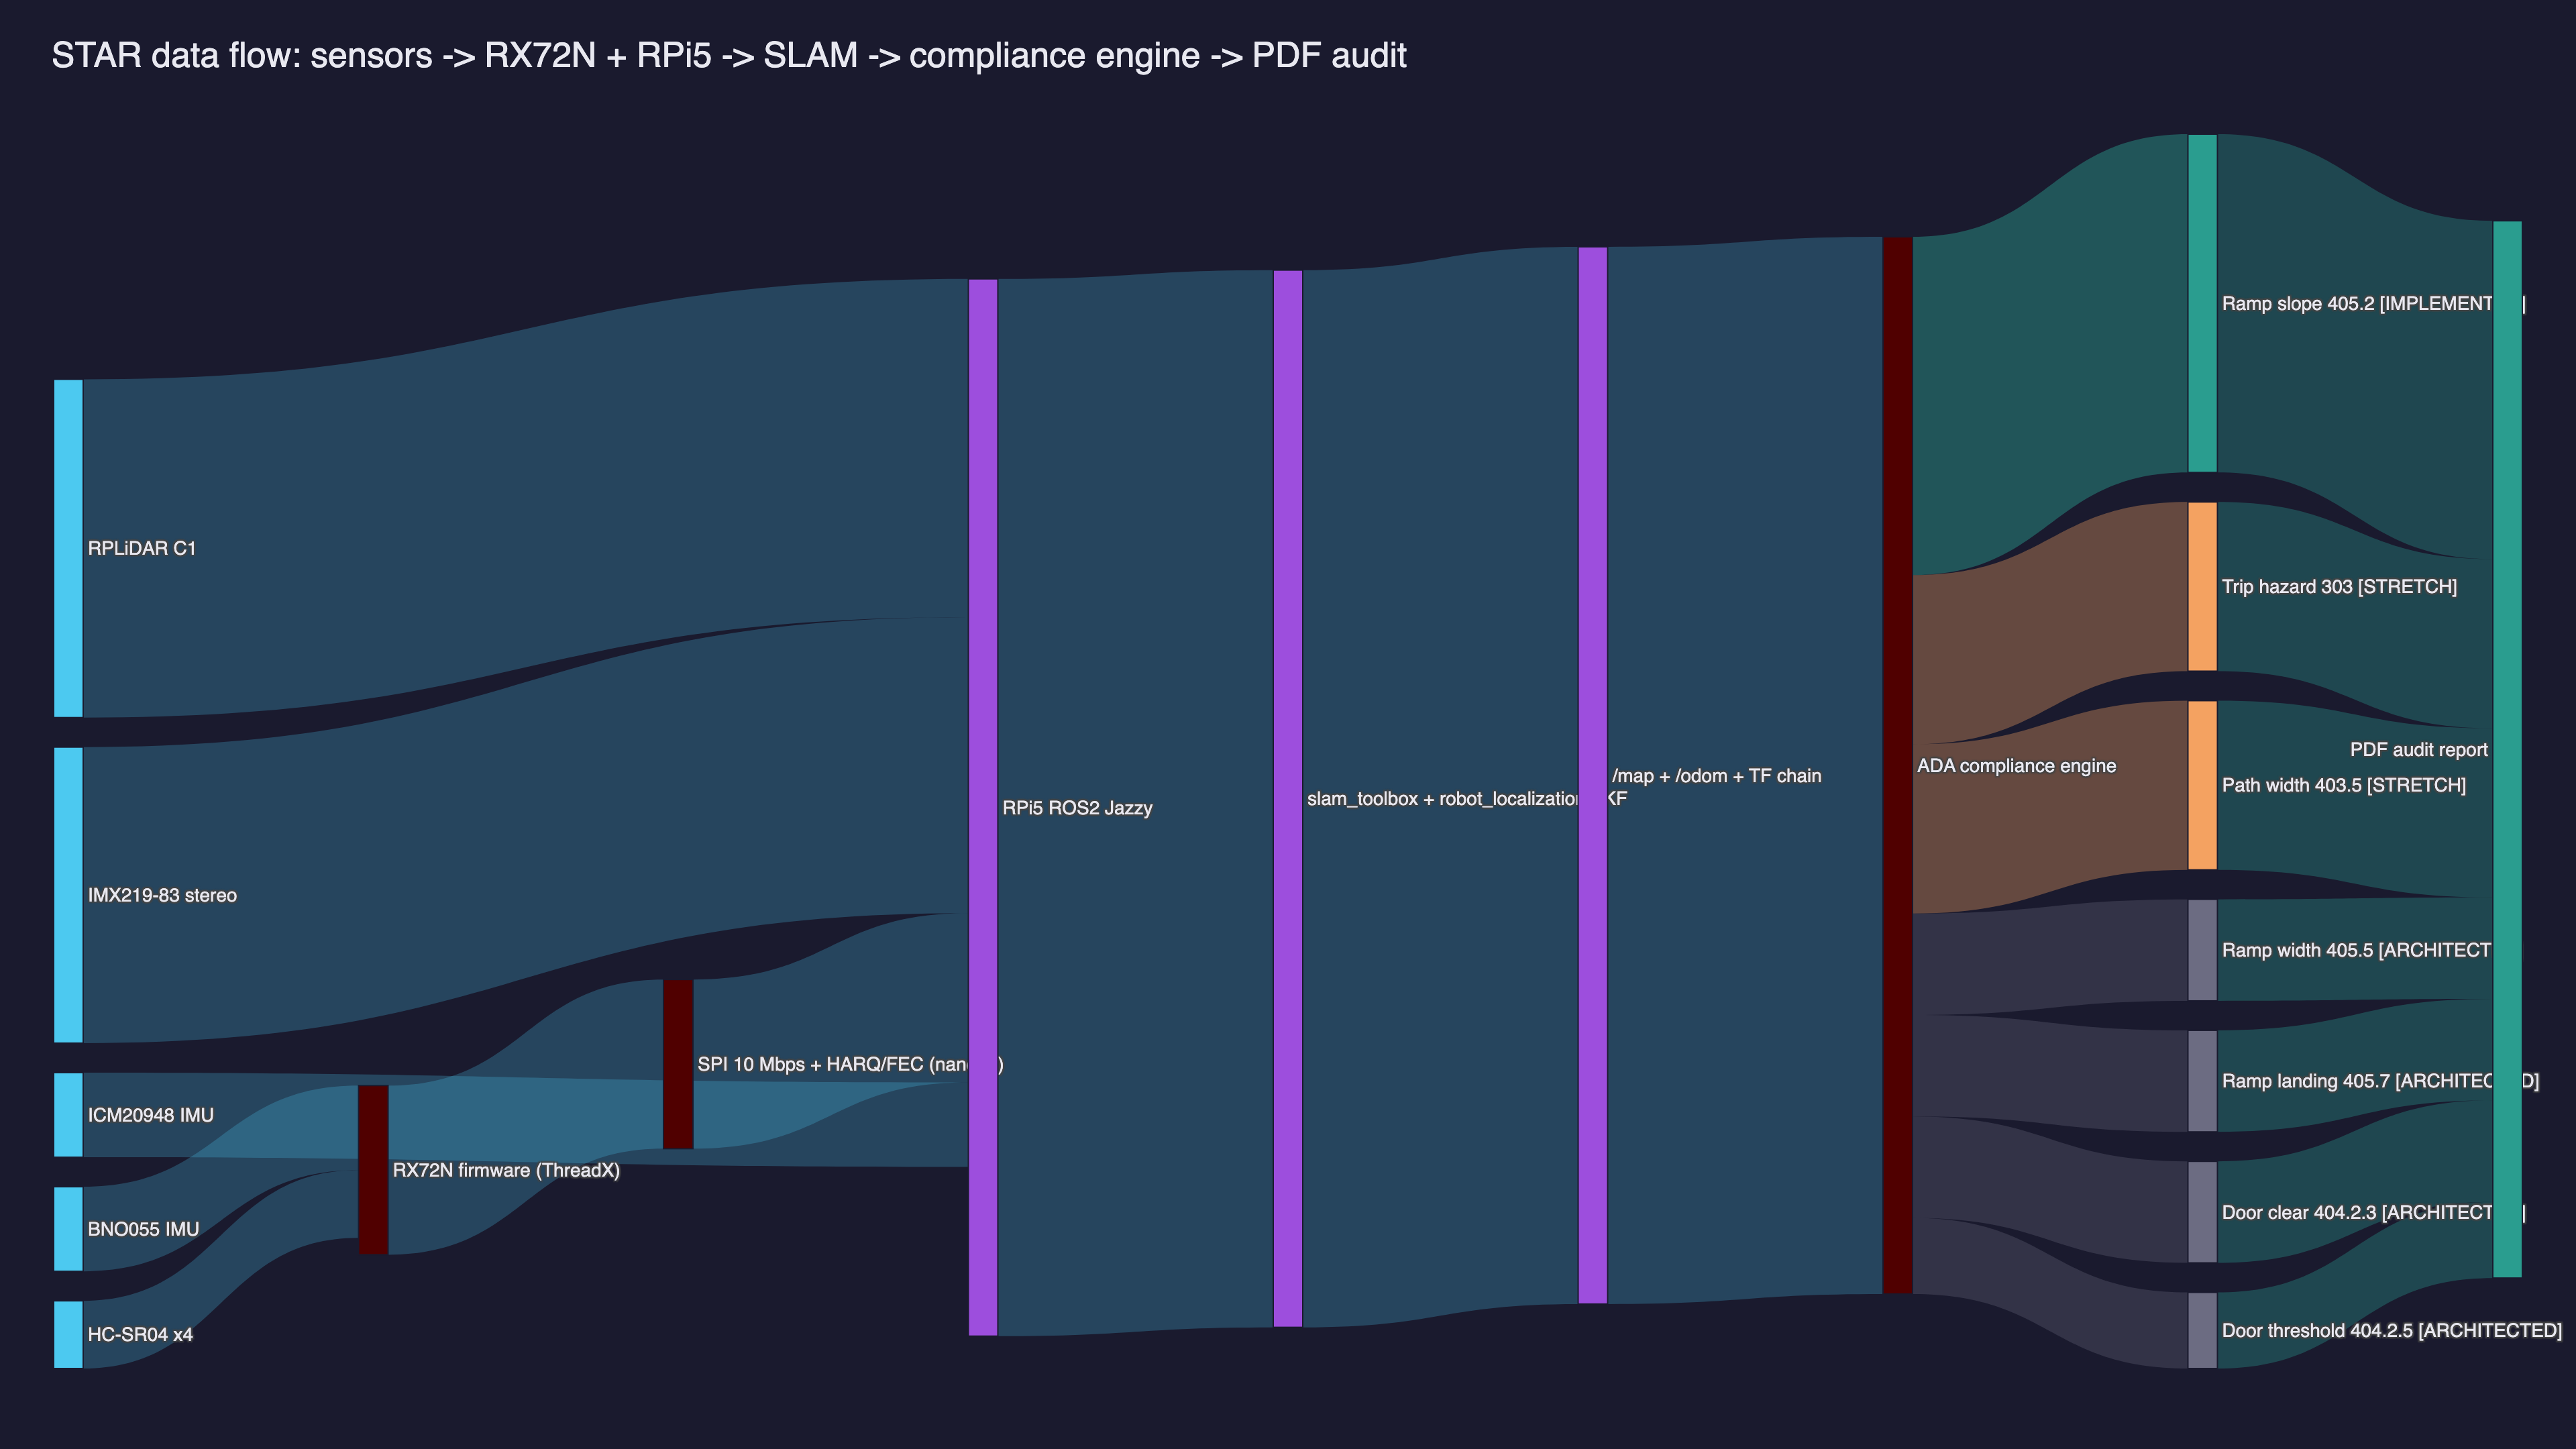 STAR data flow: sensors -> RX72N + RPi5 -> SLAM -> compliance engine -> PDF audit
RPLiDAR C1
IMX219-83 stereo
ICM20948 IMU
BNO055 IMU
HC-SR04 x4
RX72N firmware (ThreadX)
SPI 10 Mbps + HARQ/FEC
RPi5 ROS2 Jazzy
slam_toolbox + robot_localization
/map + /odom + TF chain
ADA compliance engine
Ramp slope 405.2 [IMPLEMENT
Trip hazard 303 [STRETCH]
Path width 403.5 [STRETCH]
Ramp width 405.5 [ARCHITECT
Ramp landing 405.7 [ARCHITECTED]
Door clear 404.2.3 [ARCHITECT
Door threshold 404.2.5 [ARCHITECTED]
PDF audit report